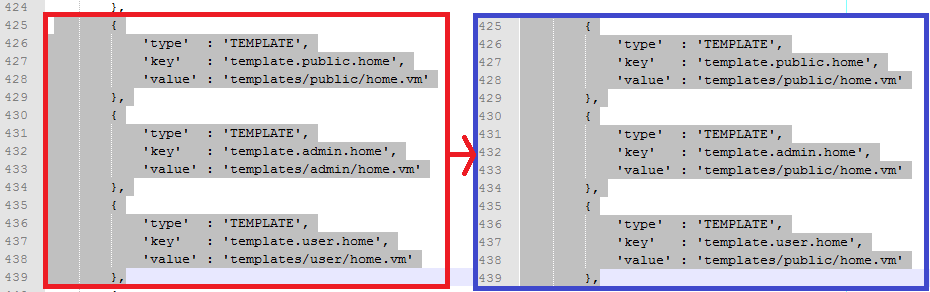 424         },
425         {
426             'type'  : 'TEMPLATE',
427             'key'   : 'template.public.home',
428             'value' : 'templates/public/home.vm'
429         },
430         {
431             'type'  : 'TEMPLATE',
432             'key'   : 'template.admin.home',
433             'value' : 'templates/admin/home.vm'
434         },
435         {
436             'type'  : 'TEMPLATE',
437             'key'   : 'template.user.home',
438             'value' : 'templates/user/home.vm'
439         },
425         {
426             'type'  : 'TEMPLATE',
427             'key'   : 'template.public.home',
428             'value' : 'templates/public/home.vm'
429         },
430         {
431             'type'  : 'TEMPLATE',
432             'key'   : 'template.admin.home',
433             'value' : 'templates/public/home.vm'
434         },
435         {
436             'type'  : 'TEMPLATE',
437             'key'   : 'template.user.home',
438             'value' : 'templates/public/home.vm'
439         },